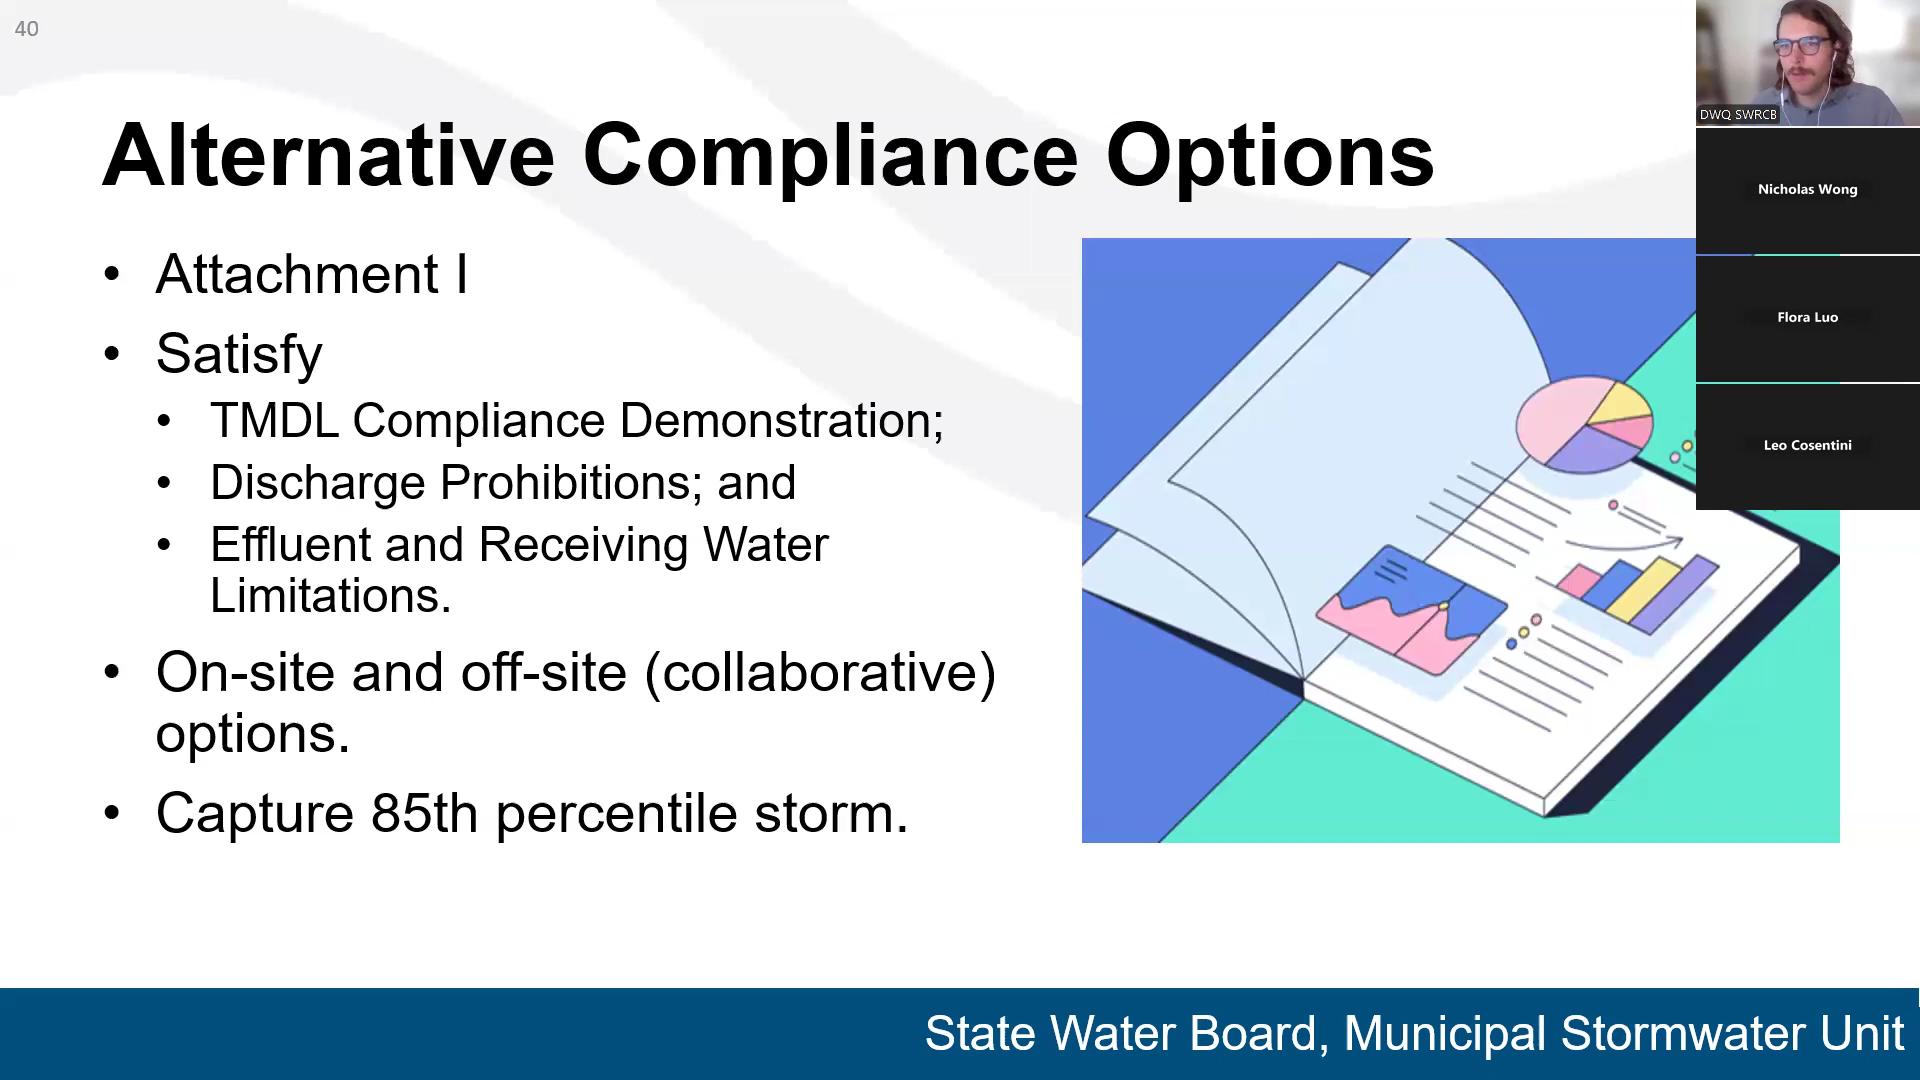 40
Alternative Compliance Options
• Attachment I
• Satisfy
• TMDL Compliance Demonstration;
• Discharge Prohibitions; and
• Effluent and Receiving Water
Limitations.
• On-site and off-site (collaborative)
options.
• Capture 85th percentile storm.
State Water Board, Municipal Stormwater Unit
DWQ SWRCB
Nicholas Wong
Flora Luo
Leo Cosentini